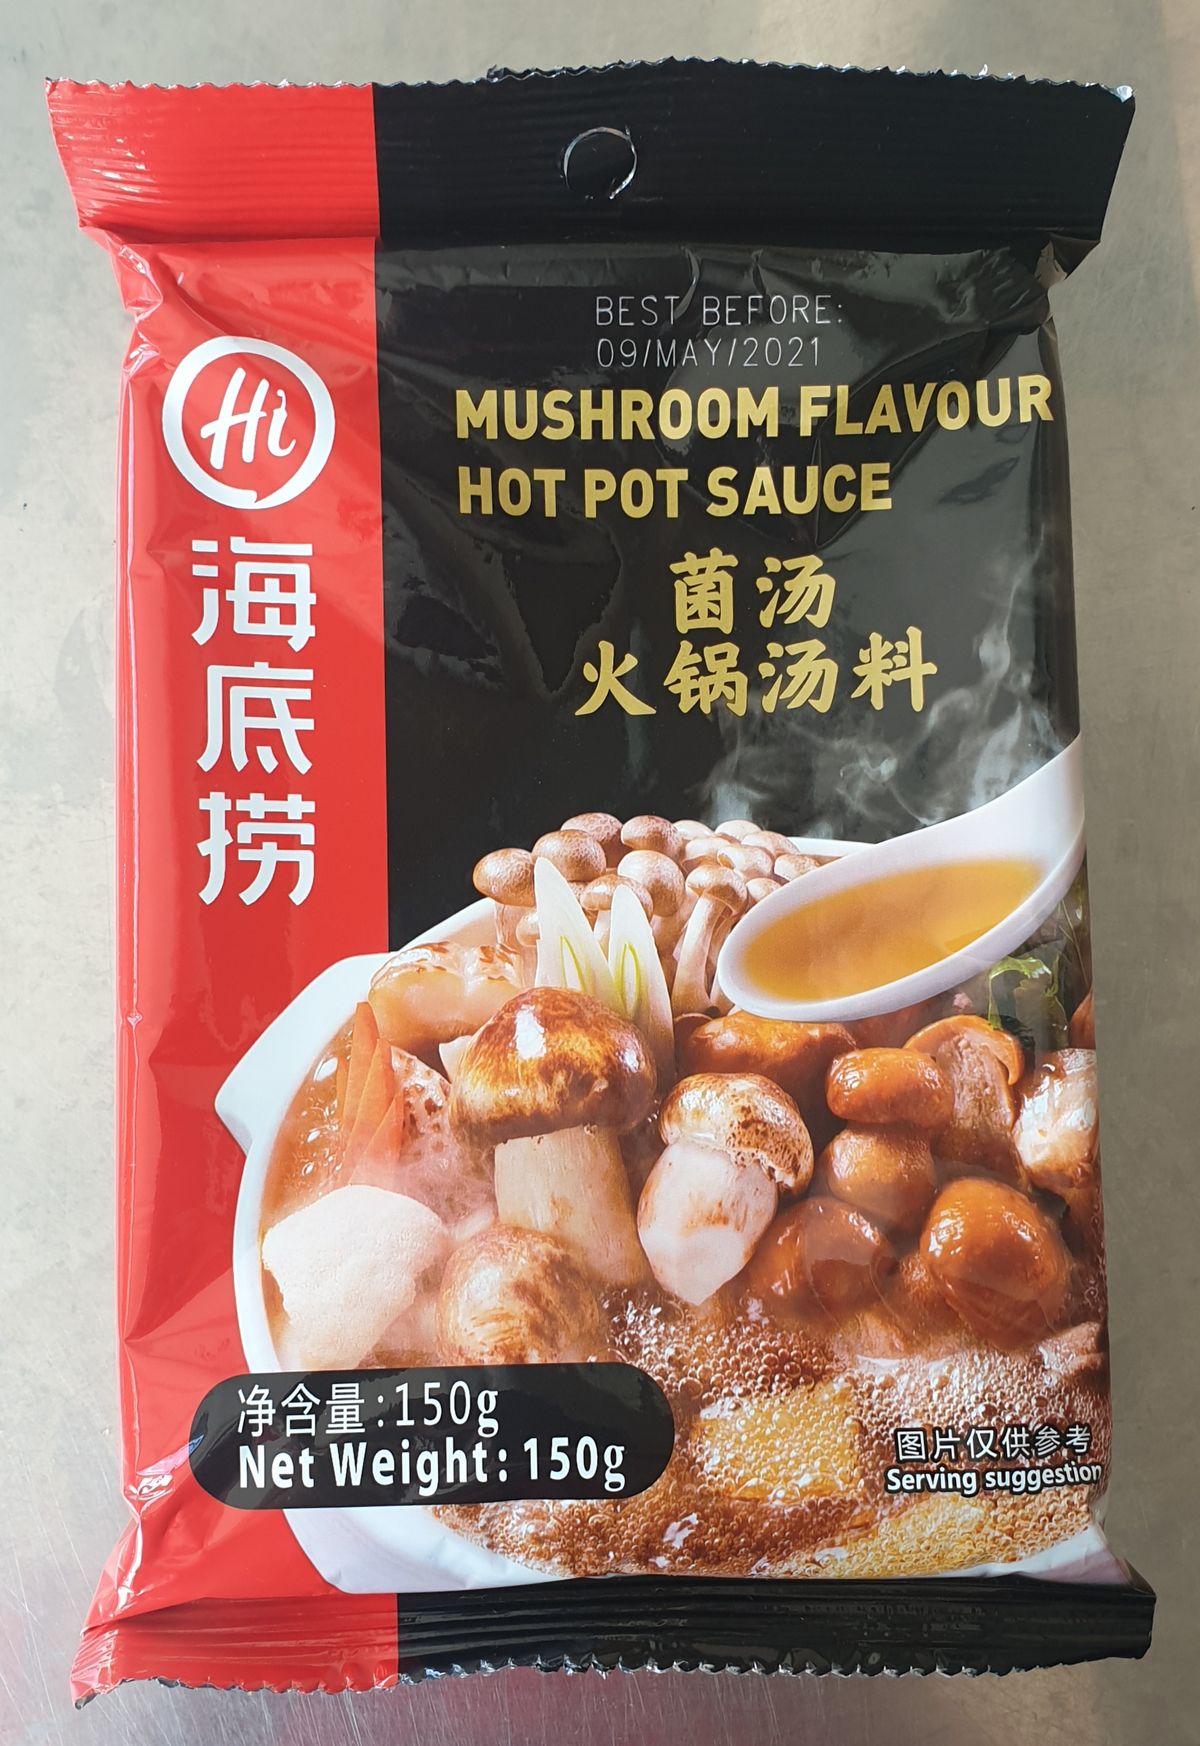 BEST BEFORE:
09/MAY/2021
MUSHROOM FLAVOUR
HOT POT SAUCE
Hi
海底捞
菌汤
火锅汤料
净含量:150g
Net Weight: 150g
图片仅供参考
Serving suggestion